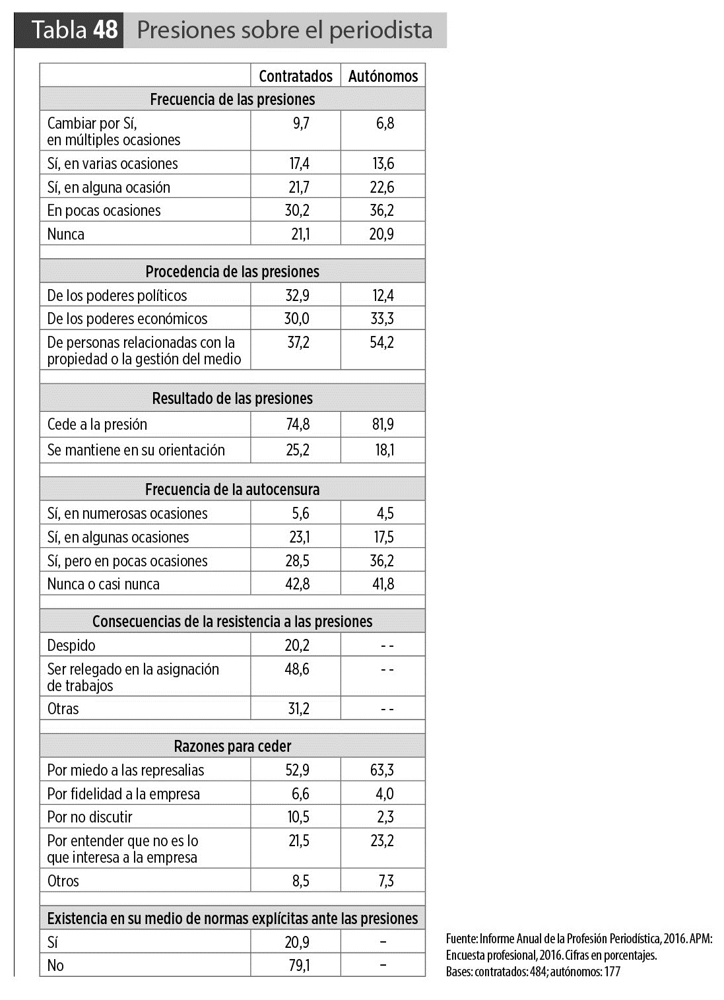 Tabla 48 Presiones sobre el periodista
Contratados Autónomos
Frecuencia de las presiones
Cambiar por Sí, 9,7 6,8
en múltiples ocasiones
Sí, en varias ocasiones 17,4 13,6
Sí, en alguna ocasión 21,7 22,6
En pocas ocasiones 30,2 36,2
Nunca 21,1 20,9
Procedencia de las presiones
De los poderes políticos 32,9 12,4
De los poderes económicos 30,0 33,3
De personas relacionadas con la 37,2 54,2
propiedad o la gestión del medio
Resultado de las presiones
Cede a la presión 74,8 81,9
Se mantiene en su orientación 25,2 18,1
Frecuencia de la autocensura
Sí, en numerosas ocasiones 5,6 4,5
Sí, en algunas ocasiones 23,1 17,5
Sí, pero en pocas ocasiones 28,5 36,2
Nunca o casi nunca 42,8 41,8
Consecuencias de la resistencia a las presiones
Despido 20,2 - -
Ser relegado en la asignación 48,6 - -
de trabajos
Otras 31,2 - -
Razones para ceder
Por miedo a las represalias 52,9 63,3
Por fidelidad a la empresa 6,6 4,0
Por no discutir 10,5 2,3
Por entender que no es lo 21,5 23,2
que interesa a la empresa
Otros 8,5 7,3
Existencia en su medio de normas explícitas ante las presiones
Sí 20,9 –
No 79,1 –
Fuente: Informe Anual de la Profesión Periodística, 2016. APM:
Encuesta profesional, 2016. Cifras en porcentajes.
Bases: contratados: 484; autónomos: 177